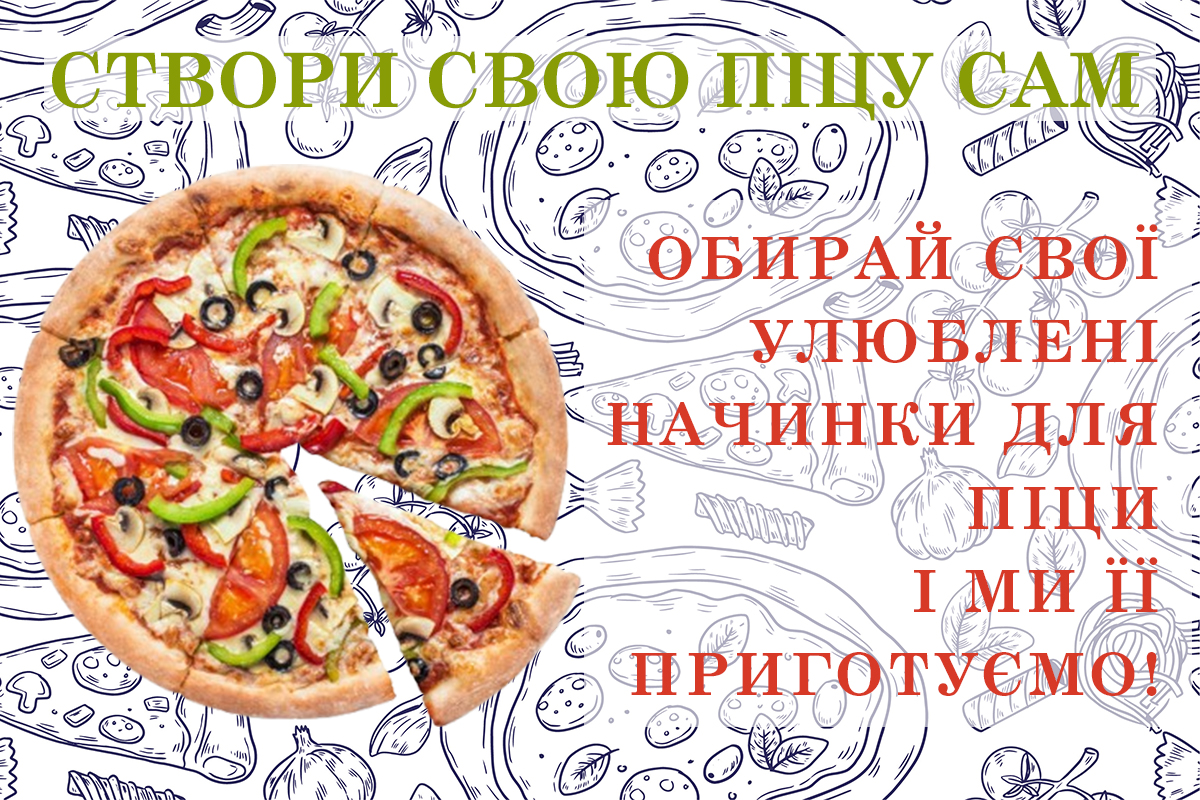 СТВОРИ СВОЮ ПІЦУ САМ
ОБИРАЙ СВОЇ
УЛЮБЛЕНІ
НАЧИНКИ ДЛЯ
ПІЦИ
І МИ ЇЇ
ПРИГОТУЄМО!